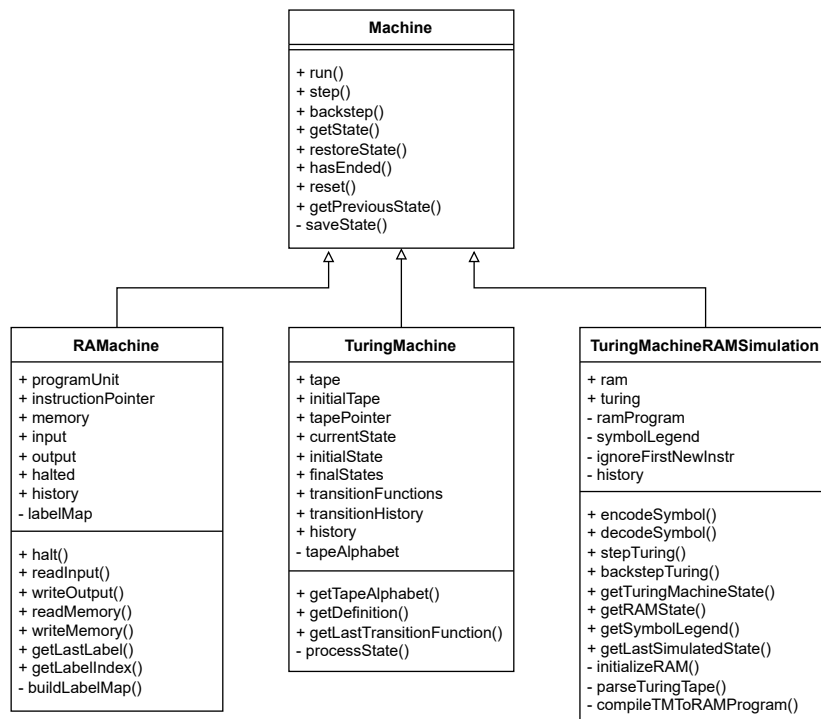 Machine
+ run()
+ step()
+ backstep()
+ getState()
+ restoreState()
+ hasEnded()
+ reset()
+ getPreviousState()
- saveState()
RAMachine
+ programUnit
+ instructionPointer
+ memory
+ input
+ output
+ halted
+ history
- labelMap
+ halt()
+ readInput()
+ writeOutput()
+ readMemory()
+ writeMemory()
+ getLastLabel()
+ getLabelIndex()
- buildLabelMap()
TuringMachine
+ tape
+ initialTape
+ tapePointer
+ currentState
+ initialState
+ finalStates
+ transitionFunctions
+ transitionHistory
+ history
- tapeAlphabet
+ getTapeAlphabet()
+ getDefinition()
+ getLastTransitionFunction()
- processState()
TuringMachineRAMSimulation
+ ram
+ turing
- ramProgram
- symbolLegend
- ignoreFirstNewInstr
- history
+ encodeSymbol()
+ decodeSymbol()
+ stepTuring()
+ backstepTuring()
+ getTuringMachineState()
+ getRAMState()
+ getSymbolLegend()
+ getLastSimulatedState()
- initializeRAM()
- parseTuringTape()
- compileTMToRAMProgram()